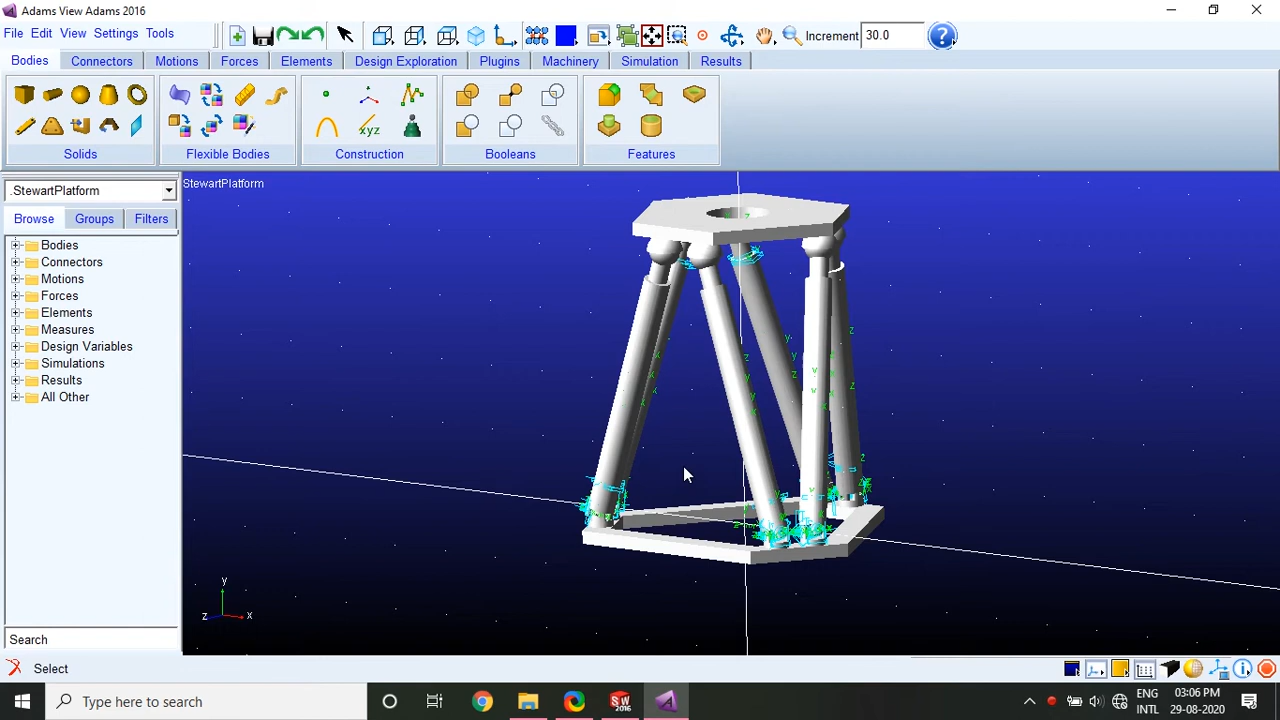 Adams View Adams 2016
File Edit View Settings Tools
Increment 30.0
Bodies Connectors Motions Forces Elements Design Exploration Plugins Machinery Simulation Results
xyz
Solids Flexible Bodies Construction Booleans Features
.StewartPlatform
StewartPlatform
Browse Groups Filters
Bodies
Connectors
Motions
Forces
Elements
Measures
Design Variables
Simulations
Results
All Other
y
z x
Search
Select
Type here to search
SW
2016
ENG
INTL
03:06 PM
29-08-2020